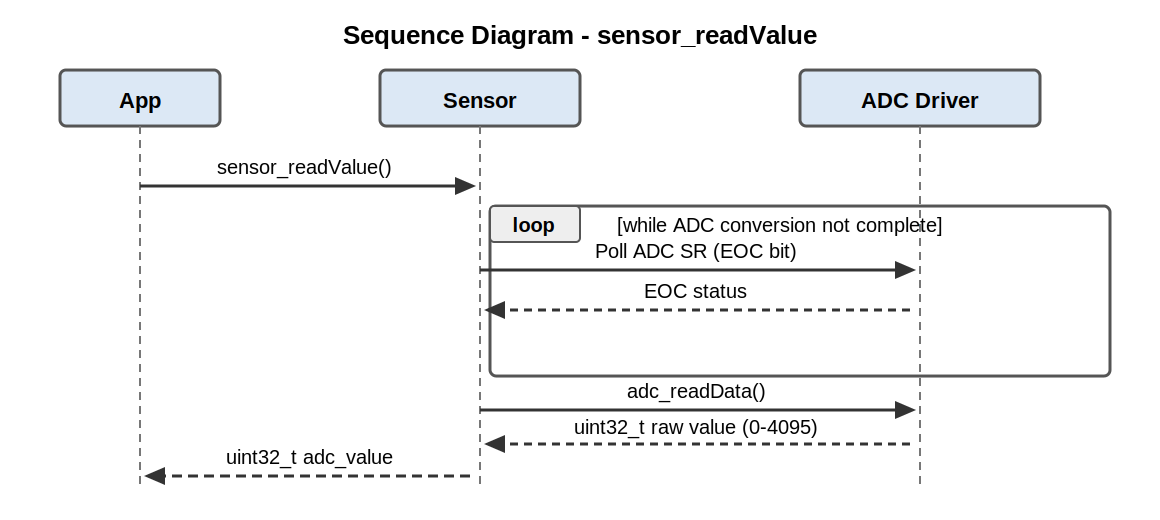 Sequence Diagram - sensor_readValue
App
Sensor
ADC Driver
sensor_readValue()
loop
[while ADC conversion not complete]
Poll ADC SR (EOC bit)
EOC status
adc_readData()
uint32_t raw value (0-4095)
uint32_t adc_value